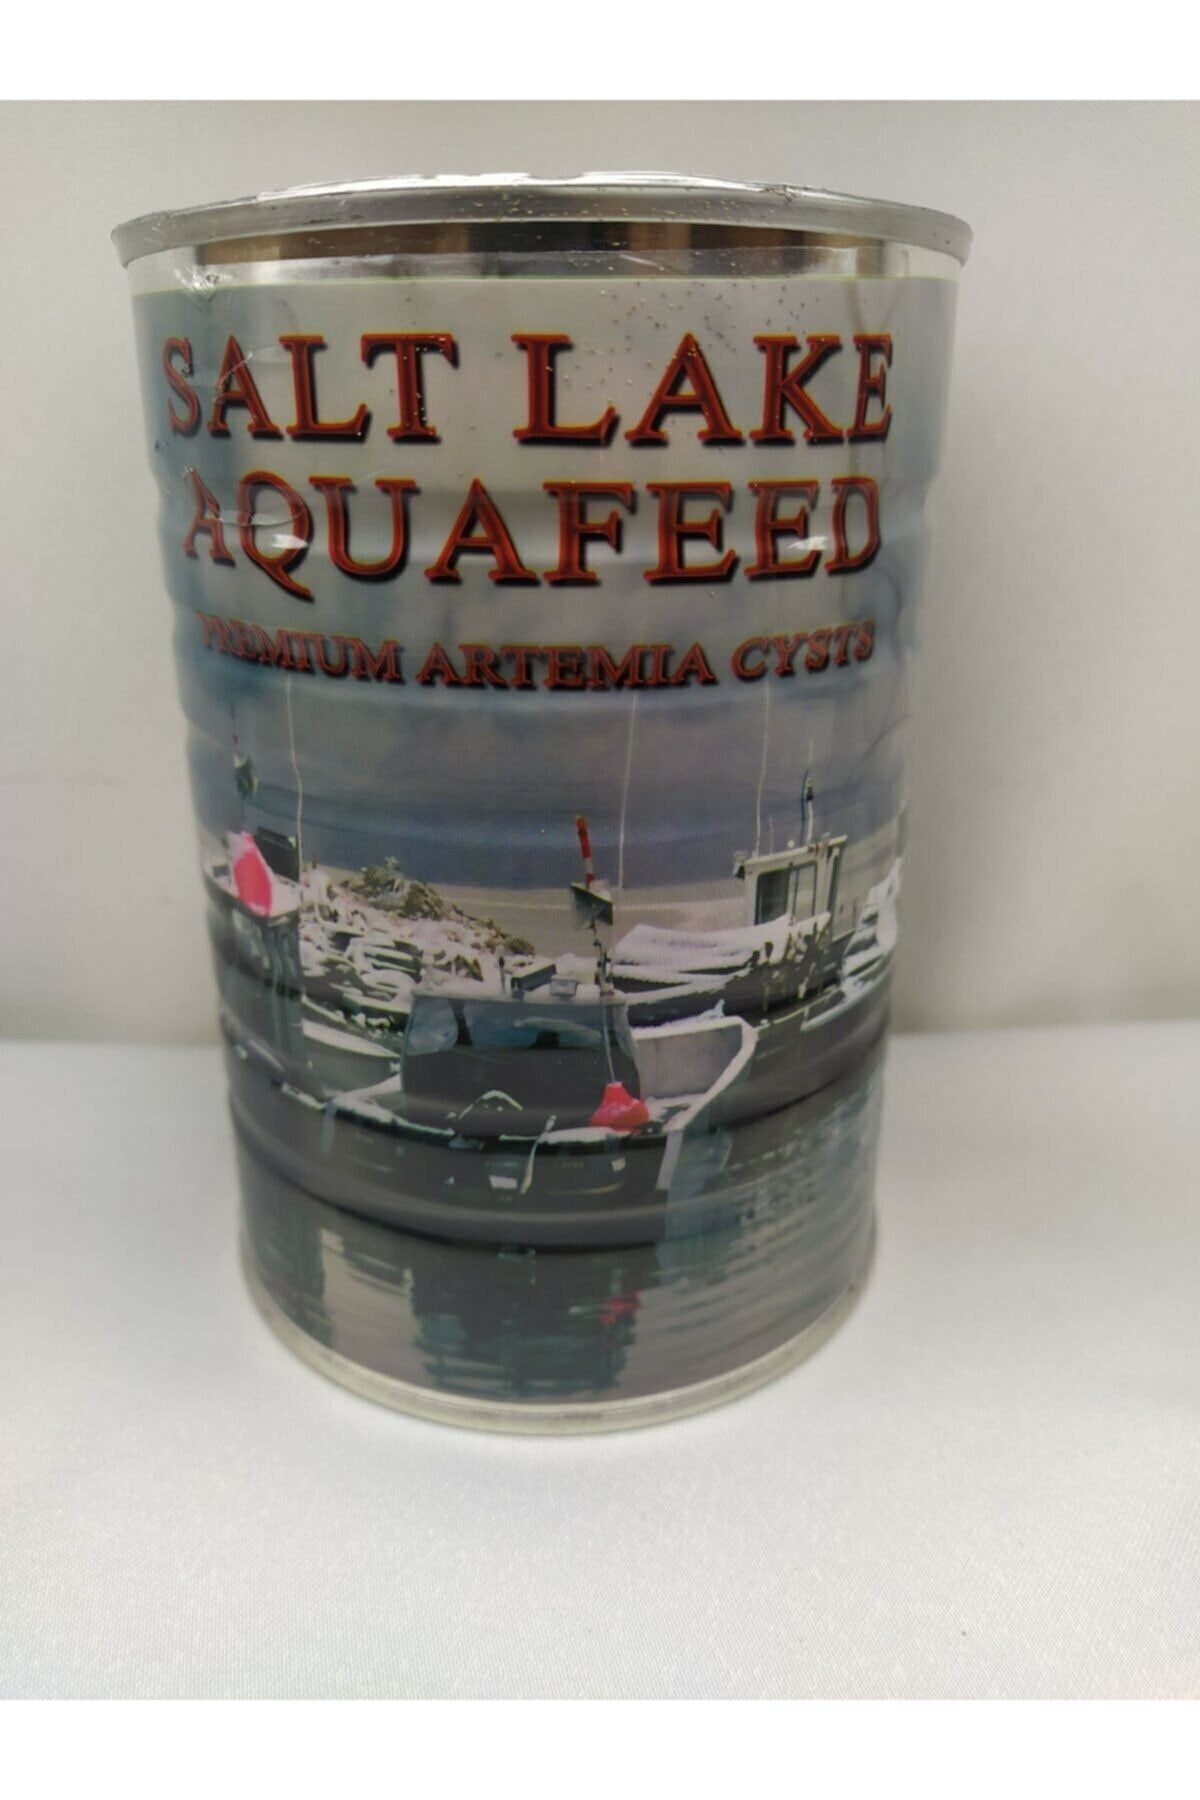 SALT LAKE
AQUAFEED
PREMIUM ARTEMIA CYSTS